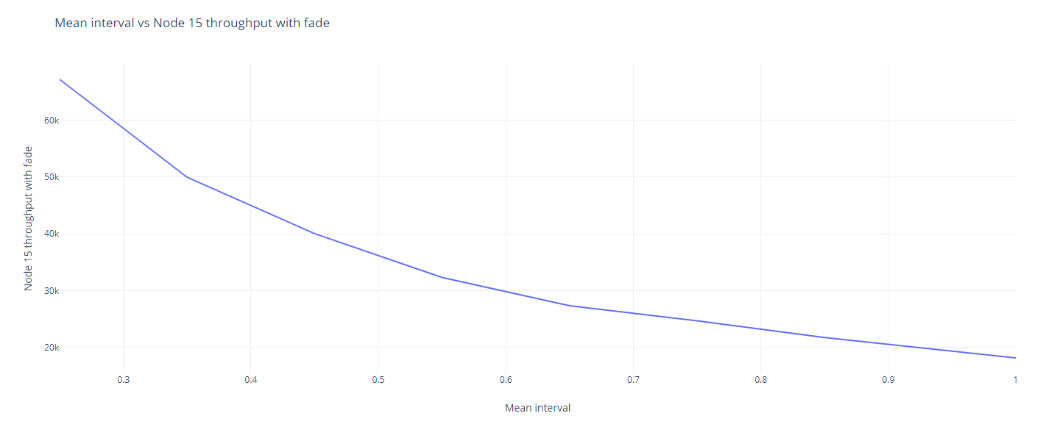 Mean interval vs Node 15 throughput with fade
Node 15 throughput with fade
60k
50k
40k
30k
20k
0.3
0.4
0.5
0.6
0.7
0.8
0.9
1
Mean interval